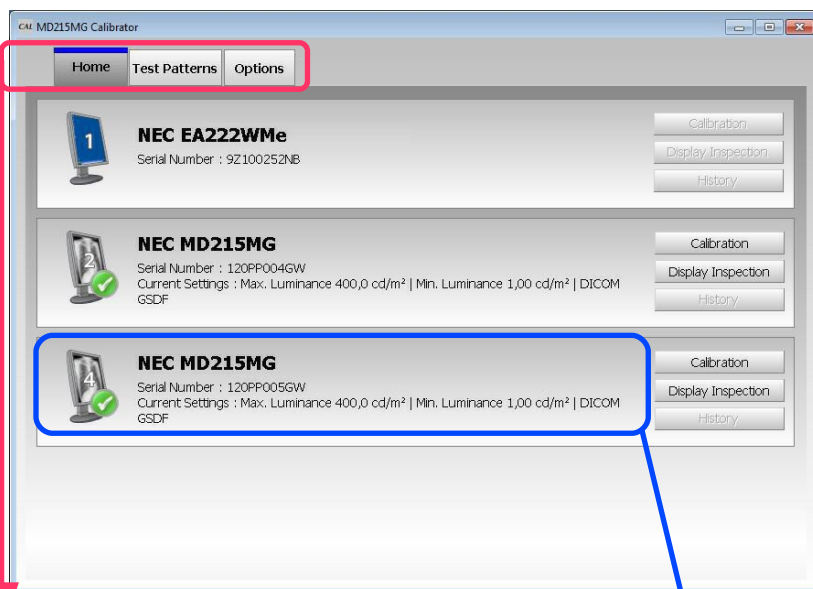 CAL MD215MG Calibrator
Home Test Patterns Options
1
NEC EA222WMe
Serial Number : 9Z100252NB
Calibration
Display Inspection
History
2
NEC MD215MG
Serial Number : 120PP004GW
Current Settings : Max. Luminance 400,0 cd/m² | Min. Luminance 1,00 cd/m² | DICOM
GSDF
Calibration
Display Inspection
History
4
NEC MD215MG
Serial Number : 120PP005GW
Current Settings : Max. Luminance 400,0 cd/m² | Min. Luminance 1,00 cd/m² | DICOM
GSDF
Calibration
Display Inspection
History